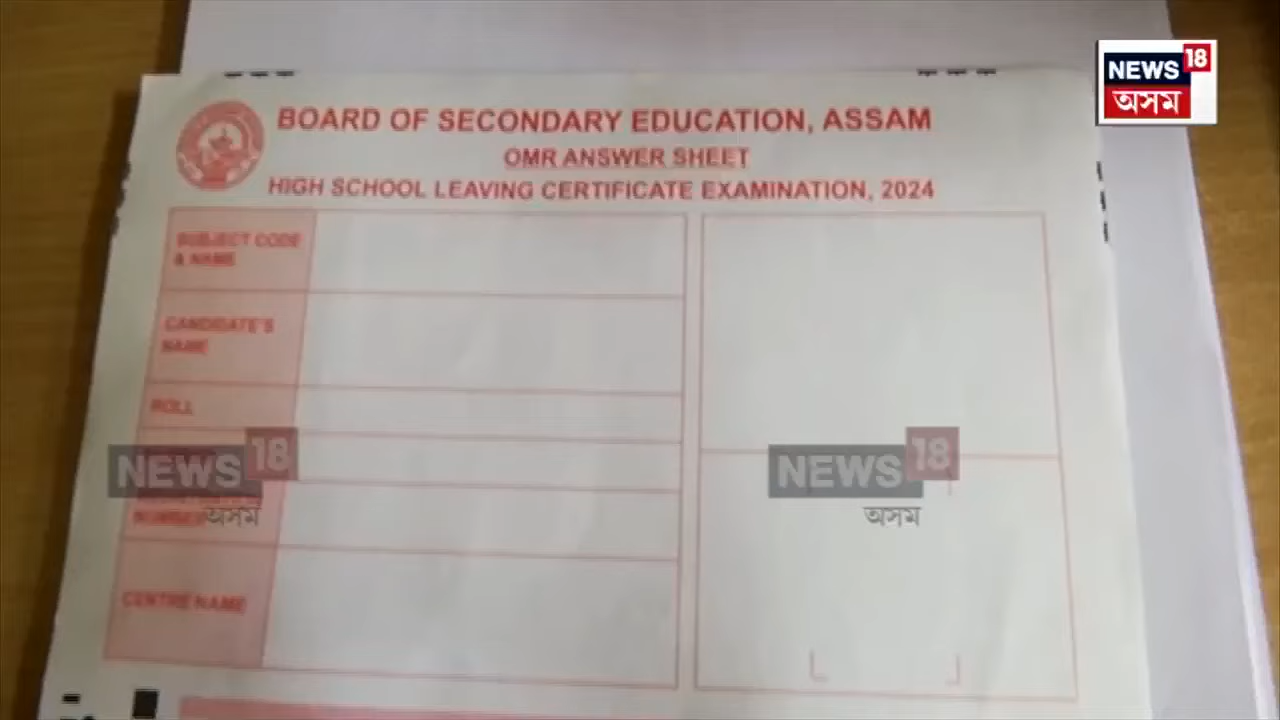 NEWS 18
অসম
BOARD OF SECONDARY EDUCATION, ASSAM
OMR ANSWER SHEET
HIGH SCHOOL LEAVING CERTIFICATE EXAMINATION, 2024
SUBJECT CODE
& NAME
CANDIDATE'S
NAME
ROLL
NEWS 18
অসম
NEWS 18
অসম
CENTRE NAME